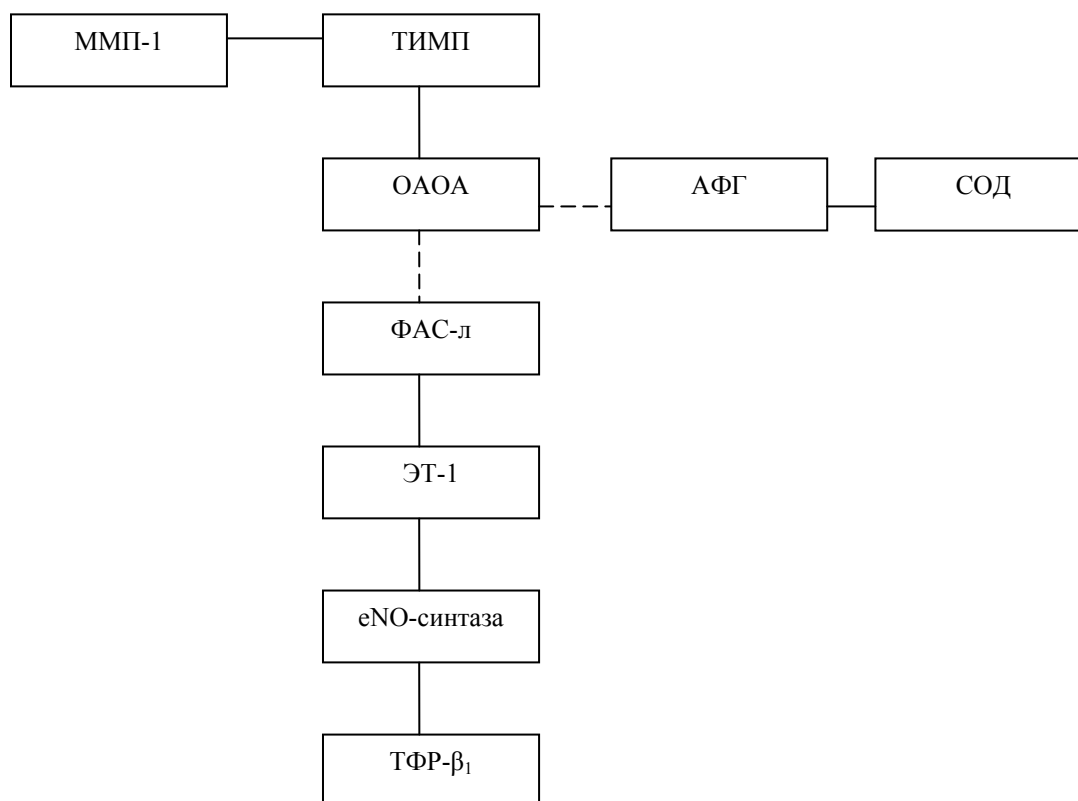 ММП-1
ТИМП
ОАОА
АФГ
СОД
ФАС-л
ЭТ-1
eNO-синтаза
ТФР-β₁